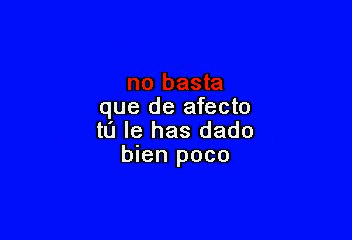 no basta
que de afecto
tú le has dado
bien poco